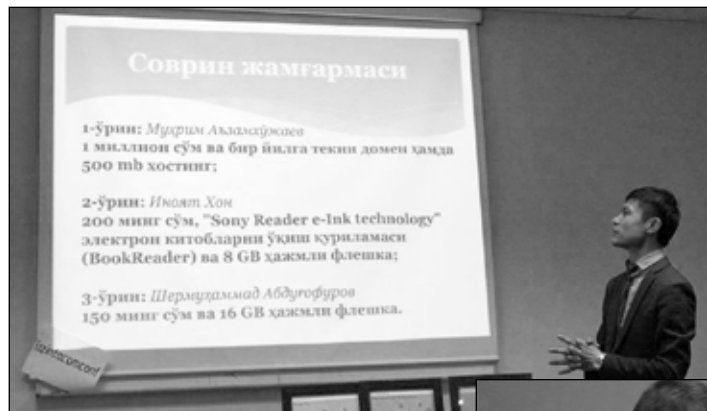 Соврин жамғармаси
1-ўрин: Муҳрим Аъзамхўжаев
1 миллион сўм ва бир йилга текин домен ҳамда
500 mb хостинг;
2-ўрин: Иноят Хон
200 минг сўм, "Sony Reader e-Ink technology"
электрон китобларни ўқиш қурилмаси
(BookReader) ва 8 GB ҳажмли флешка;
3-ўрин: Шермуҳаммад Абдуғофуров
150 минг сўм ва 16 GB ҳажмли флешка.
uzinfocomconf